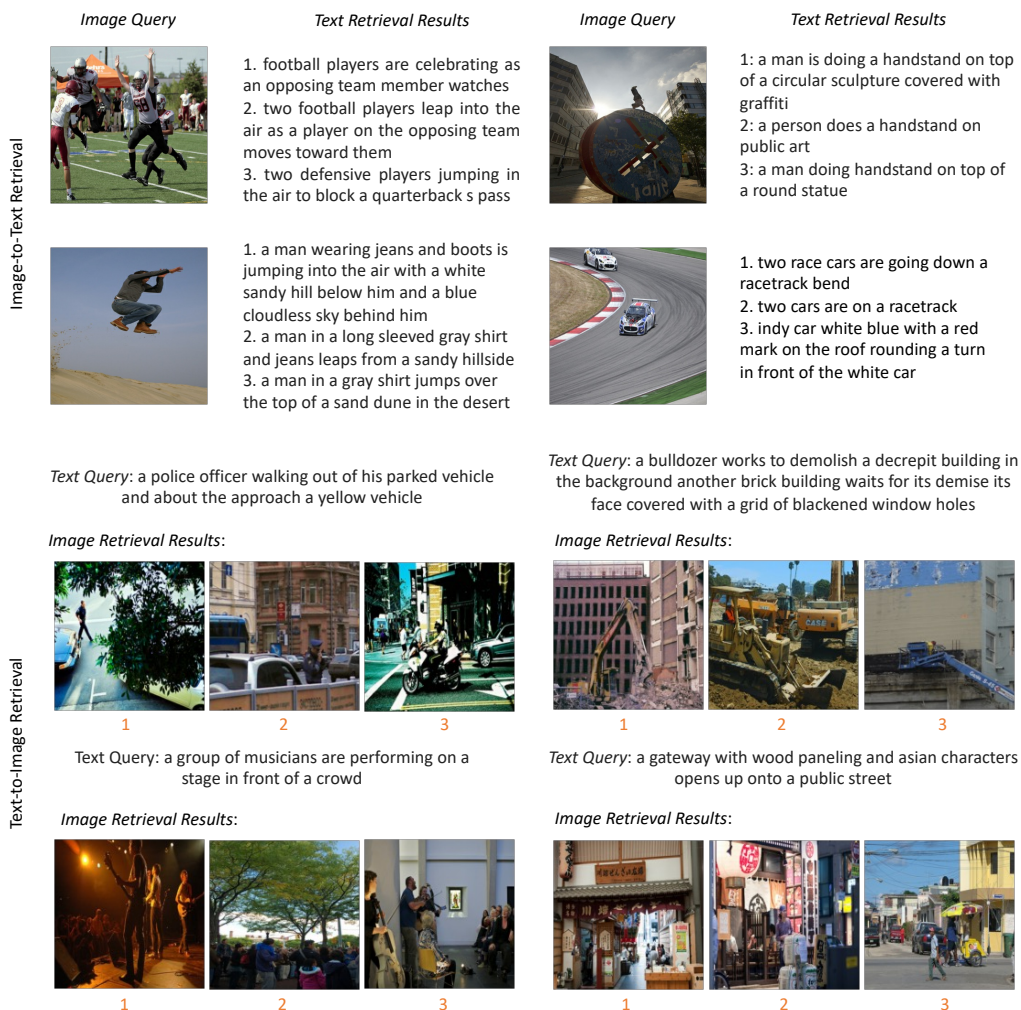 Image Query
Text Retrieval Results
Image Query
Text Retrieval Results
Image-to-Text Retrieval
1. football players are celebrating as
an opposing team member watches
2. two football players leap into the
air as a player on the opposing team
moves toward them
3. two defensive players jumping in
the air to block a quarterback s pass
1: a man is doing a handstand on top
of a circular sculpture covered with
graffiti
2: a person does a handstand on
public art
3: a man doing handstand on top of
a round statue
1. a man wearing jeans and boots is
jumping into the air with a white
sandy hill below him and a blue
cloudless sky behind him
2. a man in a long sleeved gray shirt
and jeans leaps from a sandy hillside
3. a man in a gray shirt jumps over
the top of a sand dune in the desert
1. two race cars are going down a
racetrack bend
2. two cars are on a racetrack
3. indy car white blue with a red
mark on the roof rounding a turn
in front of the white car
Text-to-Image Retrieval
Text Query: a police officer walking out of his parked vehicle
and about the approach a yellow vehicle
Image Retrieval Results:
1
2
3
Text Query: a bulldozer works to demolish a decrepit building in
the background another brick building waits for its demise its
face covered with a grid of blackened window holes
Image Retrieval Results:
CASE
1
2
3
Text Query: a group of musicians are performing on a
stage in front of a crowd
Image Retrieval Results:
1
2
3
Text Query: a gateway with wood paneling and asian characters
opens up onto a public street
Image Retrieval Results:
1
2
3